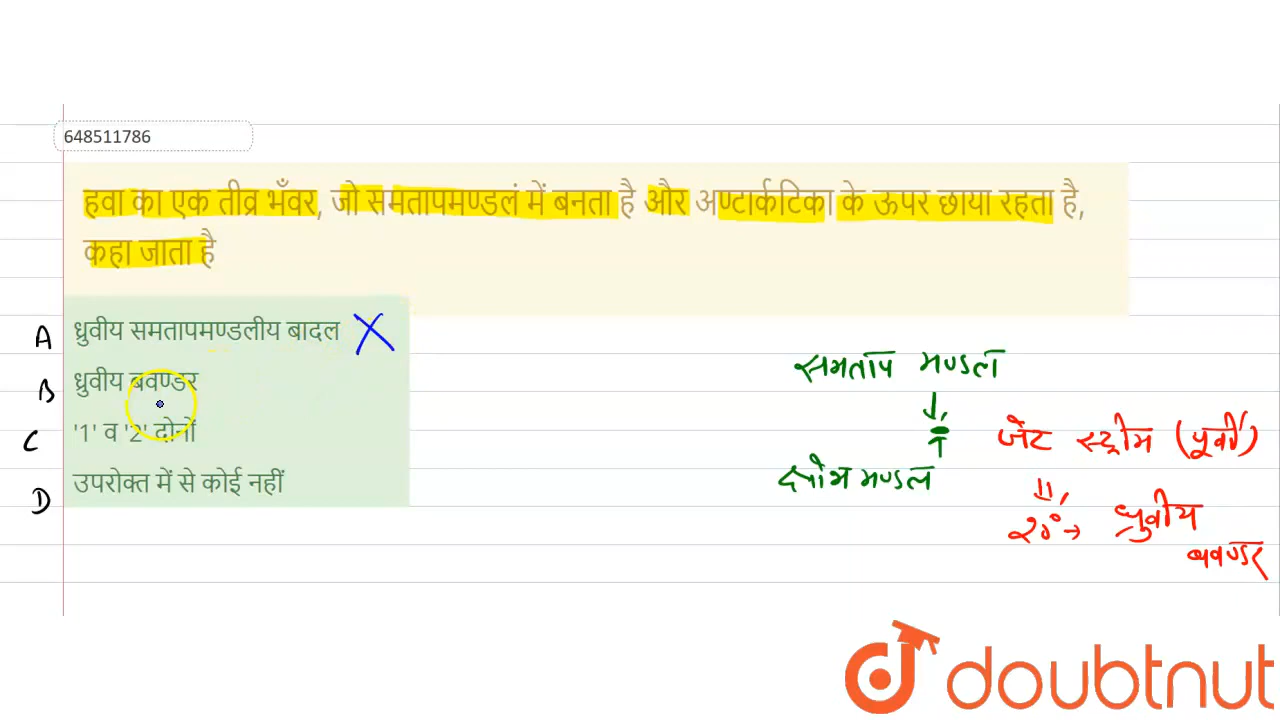 648511786
हवा का एक तीव्र भँवर, जो समतापमण्डलं में बनता है और अण्टार्कटिका के ऊपर छाया रहता है,
कहा जाता है
A ध्रुवीय समतापमण्डलीय बादल
B ध्रुवीय बवण्डर
C '1' व '2' दोनों
D उपरोक्त में से कोई नहीं
समताप मण्डल
क्षोभ मण्डल
जेट स्ट्रीम (पूर्वी)
ध्रुवीय
बवण्डर
doubtnut